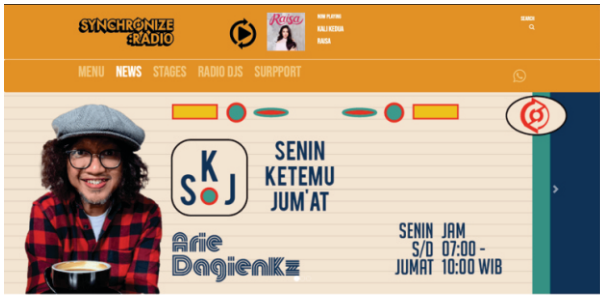 SYNCHRONIZE
:RADIO
Raisa
NOW PLAYING
KALI KEDUA
RAISA
SEARCH
MENU NEWS STAGES RADIO DJS SURPPORT
K
S J
SENIN
KETEMU
JUM'AT
Arie
DagienKz
SENIN JAM
S/D 07:00 -
JUMAT 10:00 WIB